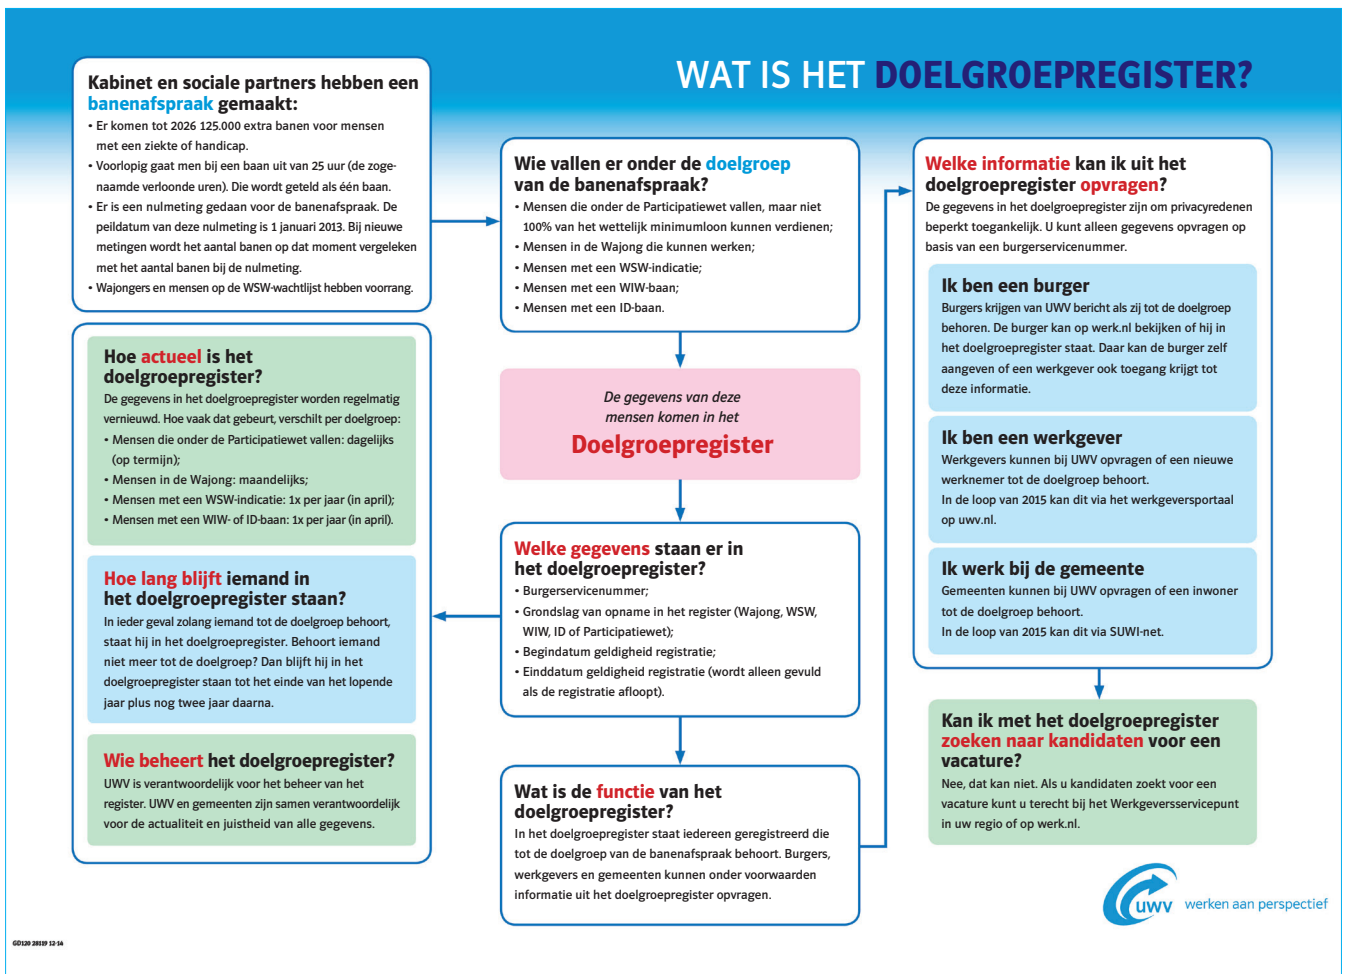 WAT IS HET DOELGROEPREGISTER?
Kabinet en sociale partners hebben een
banenafspraak gemaakt:
• Er komen tot 2026 125.000 extra banen voor mensen
met een ziekte of handicap.
• Voorlopig gaat men bij een baan uit van 25 uur (de zoge-
naamde verloonde uren). Die wordt geteld als één baan.
• Er is een nulmeting gedaan voor de banenafspraak. De
peildatum van deze nulmeting is 1 januari 2013. Bij nieuwe
metingen wordt het aantal banen op dat moment vergeleken
met het aantal banen bij de nulmeting.
• Wajongers en mensen op de WSW-wachtlijst hebben voorrang.
Wie vallen er onder de doelgroep
van de banenafspraak?
• Mensen die onder de Participatiewet vallen, maar niet
100% van het wettelijk minimumloon kunnen verdienen;
• Mensen in de Wajong die kunnen werken;
• Mensen met een WSW-indicatie;
• Mensen met een WIW-baan;
• Mensen met een ID-baan.
De gegevens van deze
mensen komen in het
Doelgroepregister
Welke gegevens staan er in
het doelgroepregister?
• Burgerservicenummer;
• Grondslag van opname in het register (Wajong, WSW,
WIW, ID of Participatiewet);
• Begindatum geldigheid registratie;
• Einddatum geldigheid registratie (wordt alleen gevuld
als de registratie afloopt).
Hoe actueel is het
doelgroepregister?
De gegevens in het doelgroepregister worden regelmatig
vernieuwd. Hoe vaak dat gebeurt, verschilt per doelgroep:
• Mensen die onder de Participatiewet vallen: dagelijks
(op termijn);
• Mensen in de Wajong: maandelijks;
• Mensen met een WSW-indicatie: 1x per jaar (in april);
• Mensen met een WIW- of ID-baan: 1x per jaar (in april).
Hoe lang blijft iemand in
het doelgroepregister staan?
In ieder geval zolang iemand tot de doelgroep behoort,
staat hij in het doelgroepregister. Behoort iemand
niet meer tot de doelgroep? Dan blijft hij in het
doelgroepregister staan tot het einde van het lopende
jaar plus nog twee jaar daarna.
Wie beheert het doelgroepregister?
UWV is verantwoordelijk voor het beheer van het
register. UWV en gemeenten zijn samen verantwoordelijk
voor de actualiteit en juistheid van alle gegevens.
Wat is de functie van het
doelgroepregister?
In het doelgroepregister staat iedereen geregistreerd die
tot de doelgroep van de banenafspraak behoort. Burgers,
werkgevers en gemeenten kunnen onder voorwaarden
informatie uit het doelgroepregister opvragen.
Welke informatie kan ik uit het
doelgroepregister opvragen?
De gegevens in het doelgroepregister zijn om privacyredenen
beperkt toegankelijk. U kunt alleen gegevens opvragen op
basis van een burgerservicenummer.
Ik ben een burger
Burgers krijgen van UWV bericht als zij tot de doelgroep
behoren. De burger kan op werk.nl bekijken of hij in
het doelgroepregister staat. Daar kan de burger zelf
aangeven of een werkgever ook toegang krijgt tot
deze informatie.
Ik ben een werkgever
Werkgevers kunnen bij UWV opvragen of een nieuwe
werknemer tot de doelgroep behoort.
In de loop van 2015 kan dit via het werkgeversportaal
op uwv.nl.
Ik werk bij de gemeente
Gemeenten kunnen bij UWV opvragen of een inwoner
tot de doelgroep behoort.
In de loop van 2015 kan dit via SUWI-net.
Kan ik met het doelgroepregister
zoeken naar kandidaten voor een
vacature?
Nee, dat kan niet. Als u kandidaten zoekt voor een
vacature kunt u terecht bij het Werkgeversservicepunt
in uw regio of op werk.nl.
uwv werken aan perspectief
GD120 28119 12-14